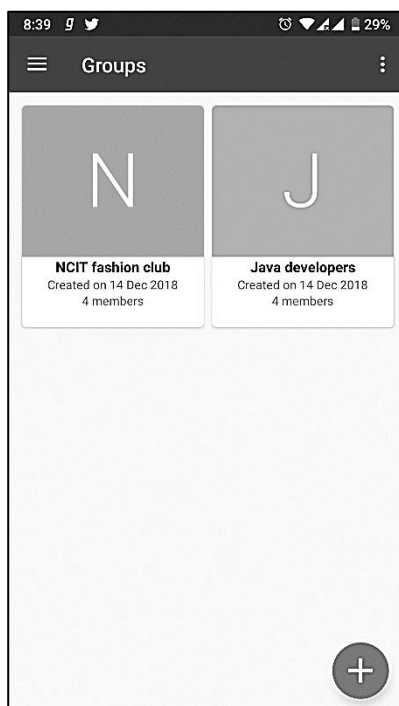 8:39 g 29%
Groups
N
NCIT fashion club
Created on 14 Dec 2018
4 members
J
Java developers
Created on 14 Dec 2018
4 members